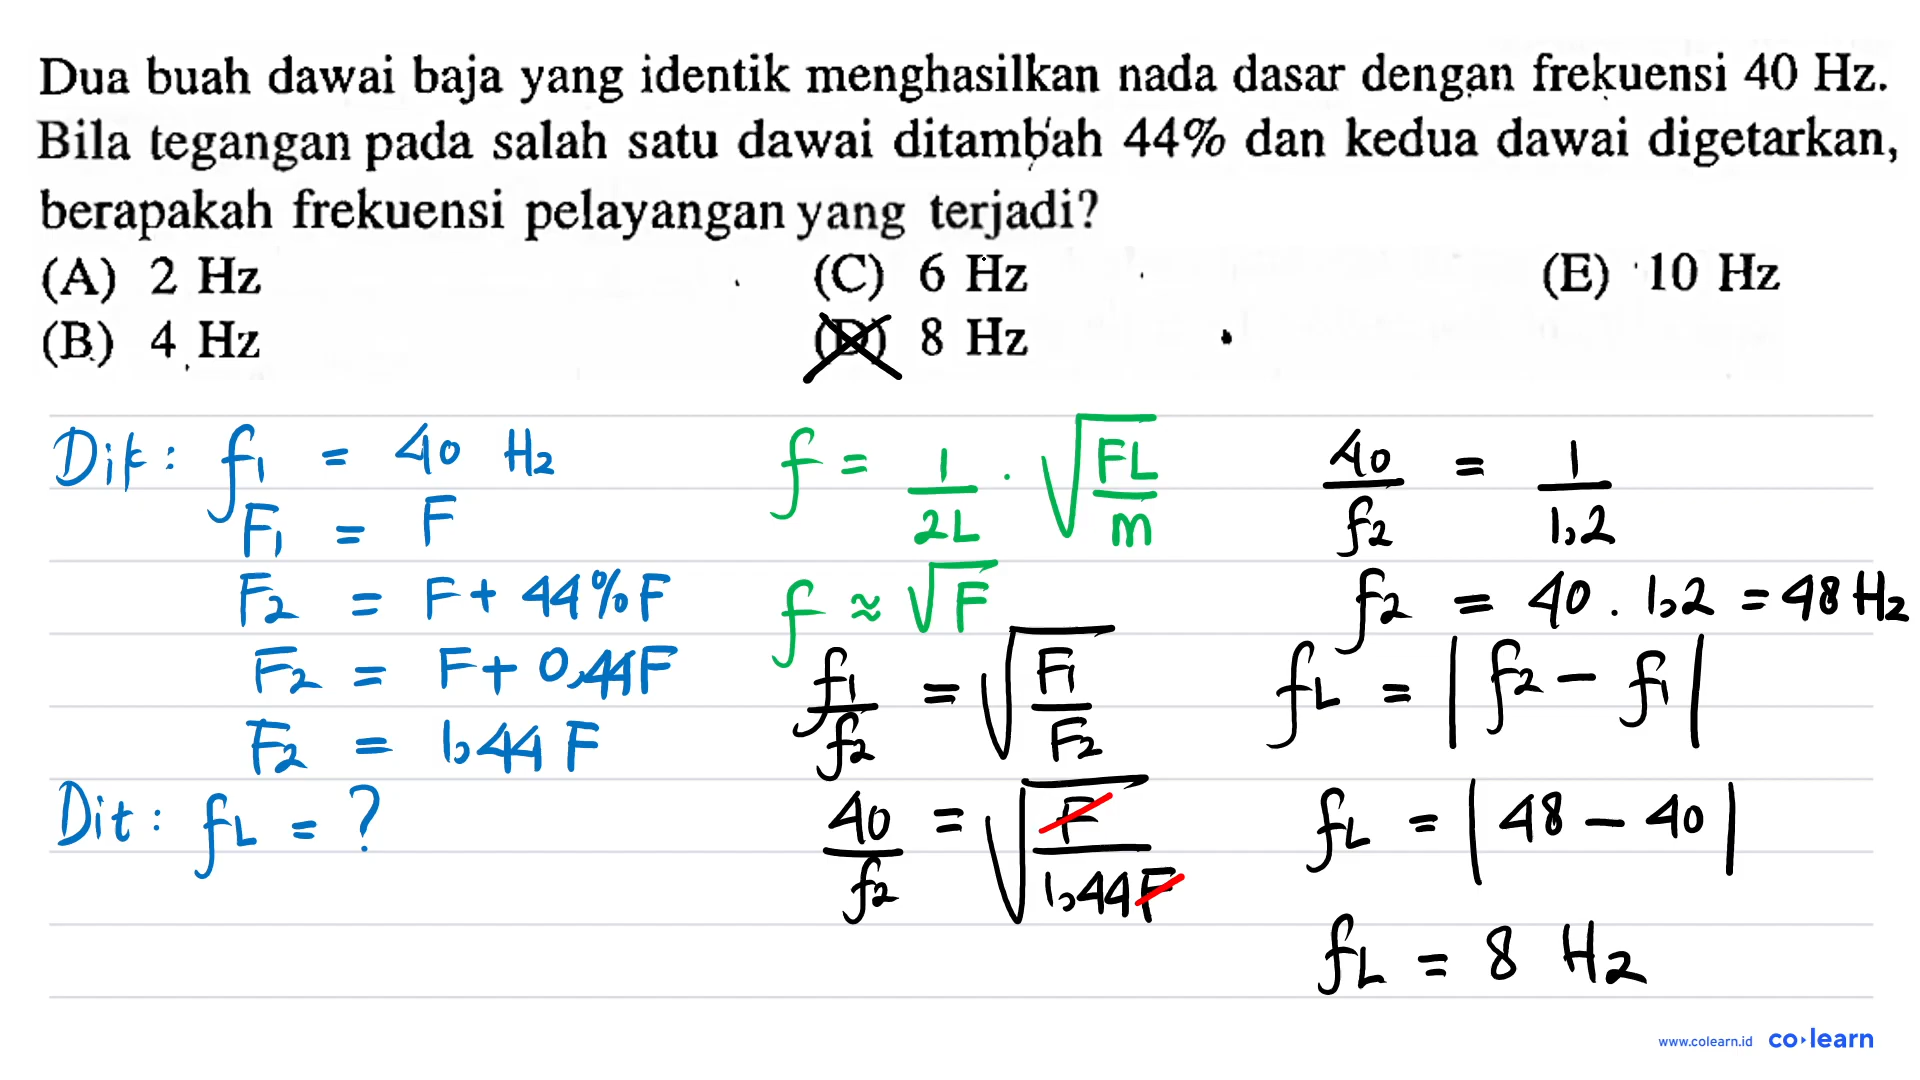 Dua buah dawai baja yang identik menghasilkan nada dasar dengan frekuensi 40 Hz.
Bila tegangan pada salah satu dawai ditambah 44% dan kedua dawai digetarkan,
berapakah frekuensi pelayangan yang terjadi?
(A) 2 Hz (C) 6 Hz (E) 10 Hz
(B) 4 Hz (D) 8 Hz
Dik: f1 = 40 Hz
F1 = F
F2 = F + 44% F
F2 = F + 0,44F
F2 = 1,44 F
Dit: fL = ?
f = 1/2L · √(FL/m)
f ≈ √F
f1/f2 = √(F1/F2)
40/f2 = √(F/1,44F)
40/f2 = 1/1,2
f2 = 40 . 1,2 = 48 Hz
fL = |f2 - f1|
fL = |48 - 40|
fL = 8 Hz
www.colearn.id co·learn